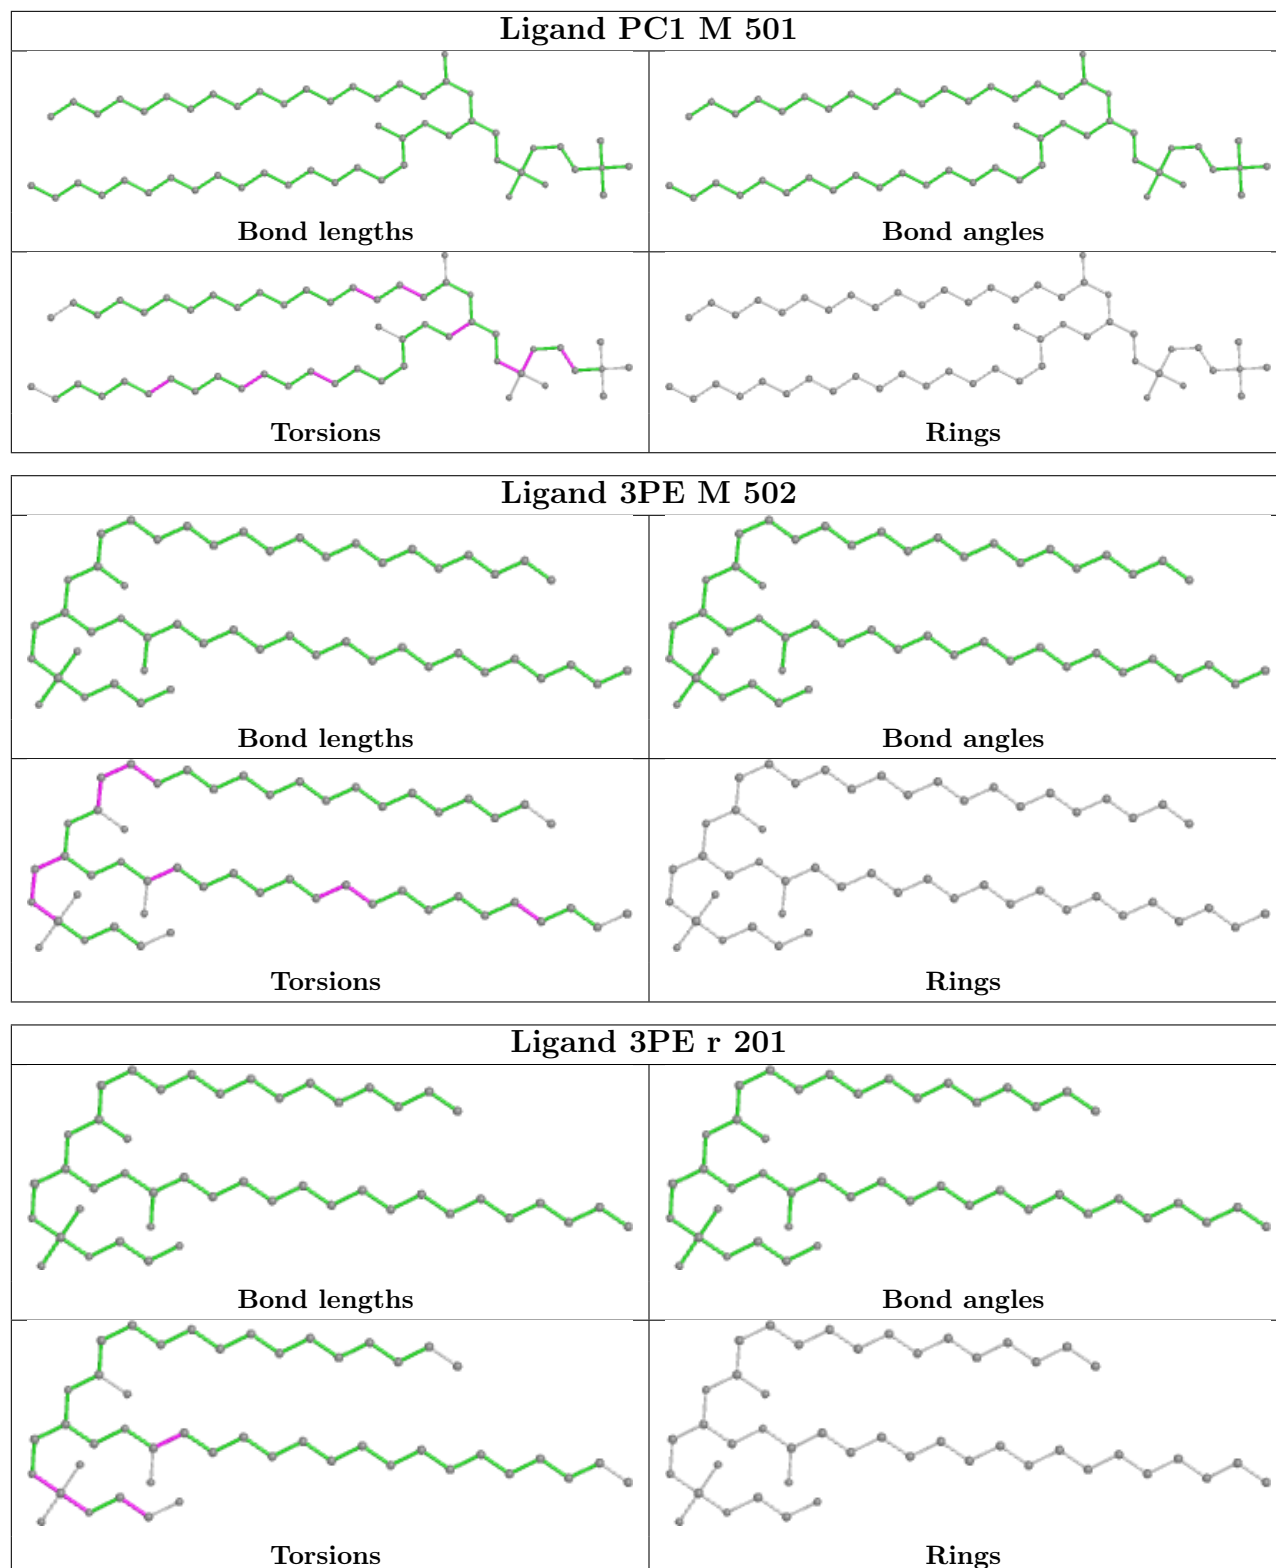 Ligand PC1 M 501
Bond lengths Bond angles
Torsions Rings
Ligand 3PE M 502
Bond lengths Bond angles
Torsions Rings
Ligand 3PE r 201
Bond lengths Bond angles
Torsions Rings